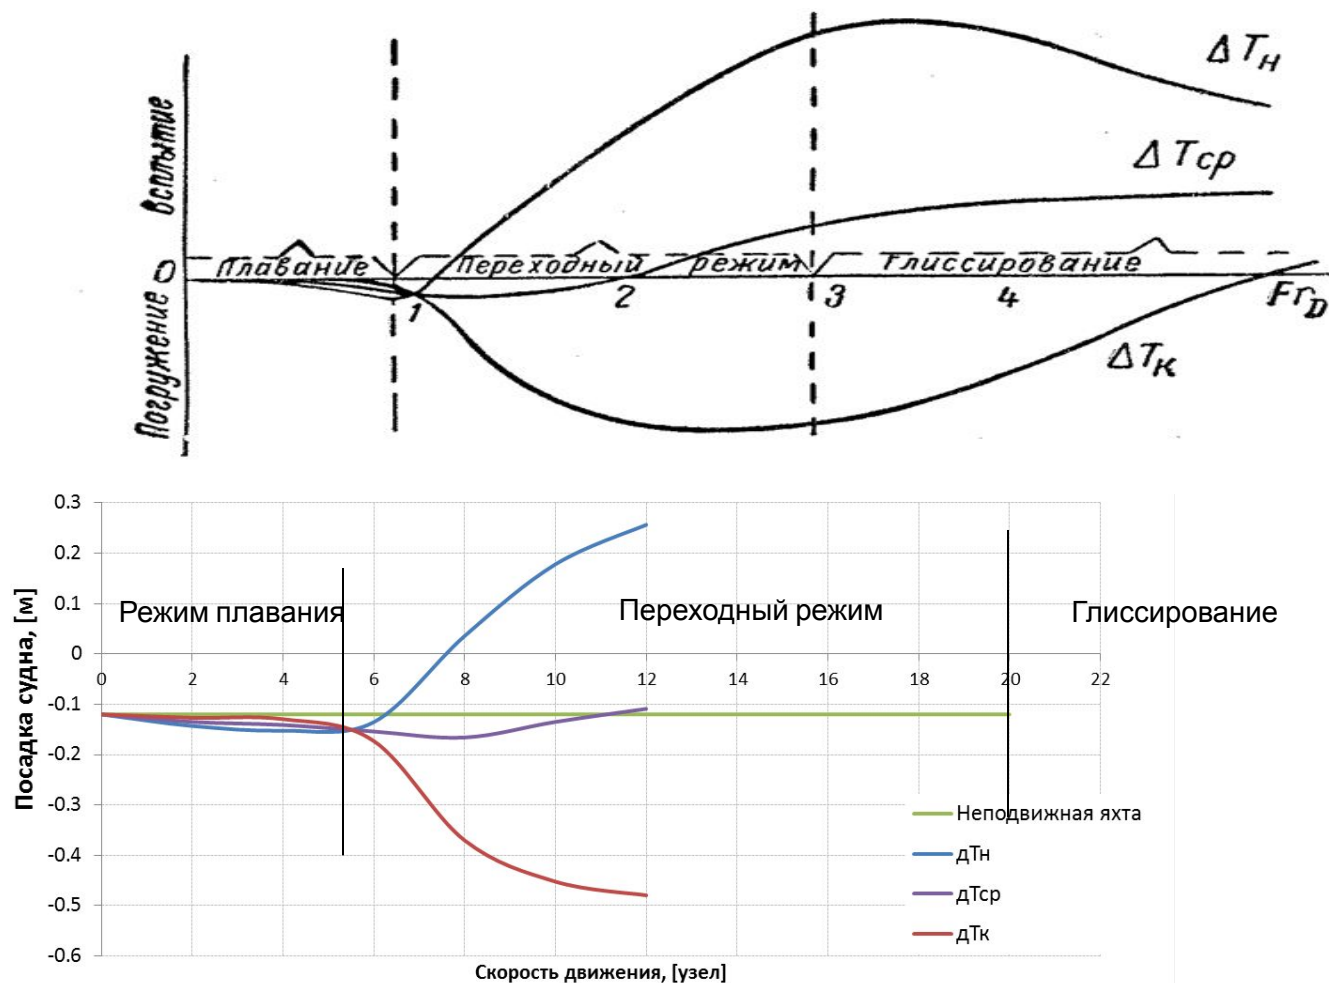 Всплытие
Погружение
0
ΔTн
ΔTср
ΔTк
Плавание
Переходный режим
Глиссирование
1
2
3
4
FrD
0.3
0.2
0.1
0
-0.1
-0.2
-0.3
-0.4
-0.5
-0.6
Посадка судна, [м]
Режим плавания
Переходный режим
Глиссирование
0 2 4 6 8 10 12 14 16 18 20 22
Неподвижная яхта
дТн
дТср
дТк
Скорость движения, [узел]